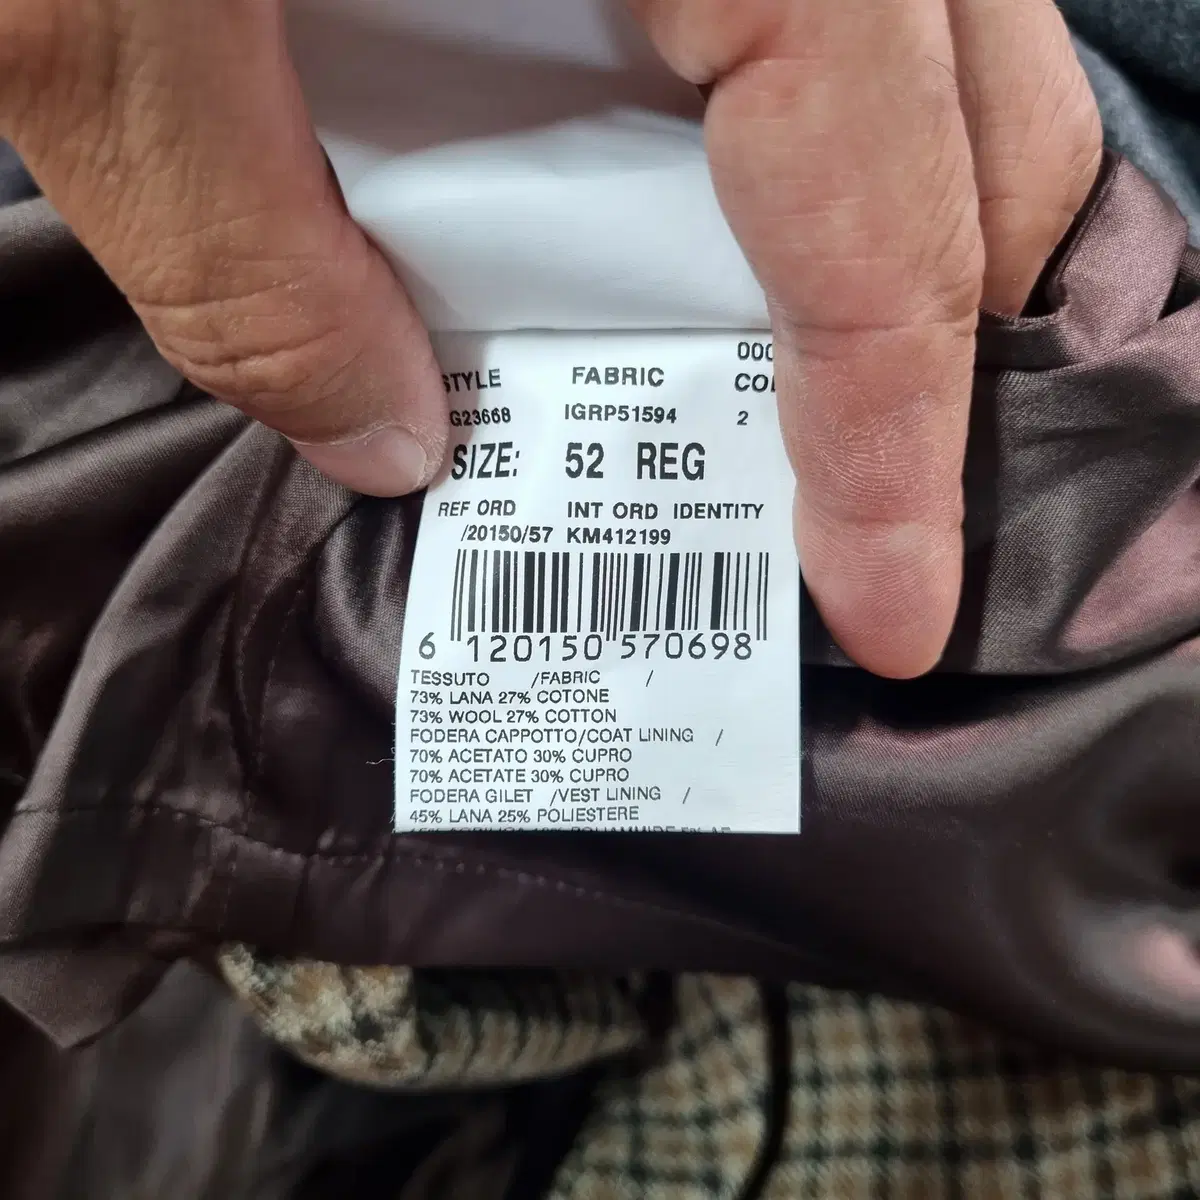 000
STYLE FABRIC CO
G23668 IGRP51594 2
SIZE: 52 REG
REF ORD INT ORD IDENTITY
/20150/57 KM412199
6 120150 570698
TESSUTO /FABRIC /
73% LANA 27% COTONE
73% WOOL 27% COTTON
FODERA CAPPOTTO/COAT LINING /
70% ACETATO 30% CUPRO
70% ACETATE 30% CUPRO
FODERA GILET /VEST LINING /
45% LANA 25% POLIESTERE